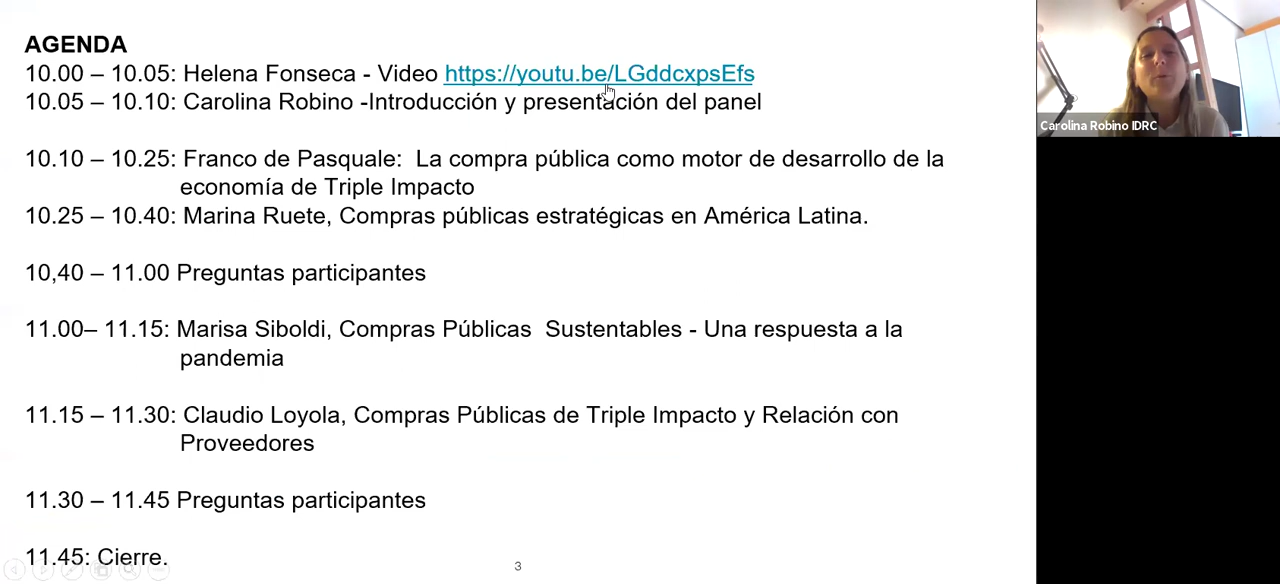 AGENDA
10.00 – 10.05: Helena Fonseca - Video https://youtu.be/LGddcxpsEfs
10.05 – 10.10: Carolina Robino -Introducción y presentación del panel
10.10 – 10.25: Franco de Pasquale:  La compra pública como motor de desarrollo de la
economía de Triple Impacto
10.25 – 10.40: Marina Ruete, Compras públicas estratégicas en América Latina.
10,40 – 11.00 Preguntas participantes
11.00– 11.15: Marisa Siboldi, Compras Públicas  Sustentables - Una respuesta a la
pandemia
11.15 – 11.30: Claudio Loyola, Compras Públicas de Triple Impacto y Relación con
Proveedores
11.30 – 11.45 Preguntas participantes
11.45: Cierre.
3
Carolina Robino IDRC